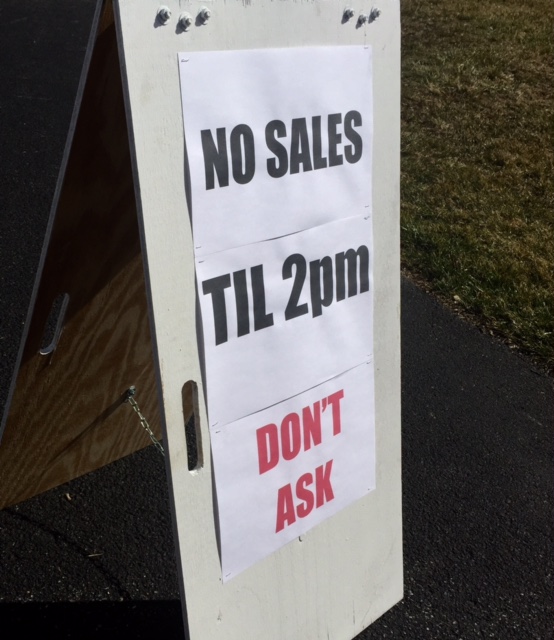 NO SALES
TIL 2pm
DON'T
ASK